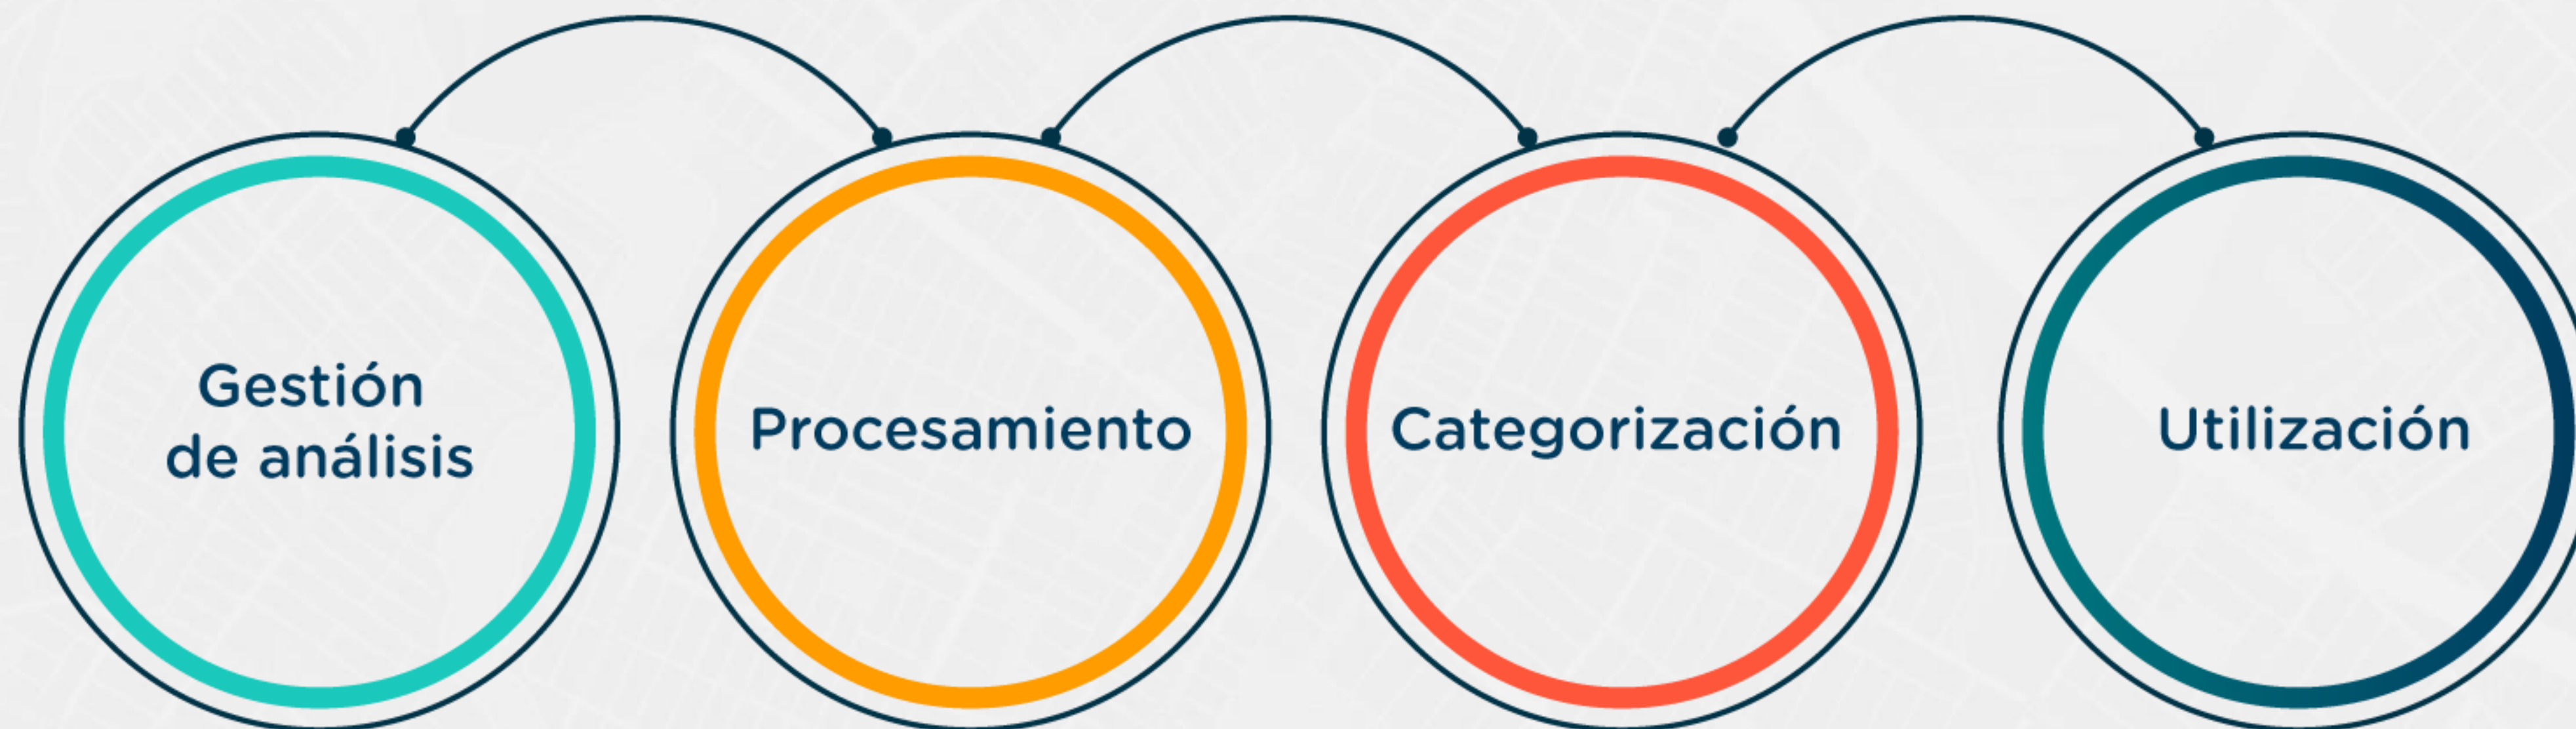 Gestión
de análisis
Procesamiento
Categorización
Utilización